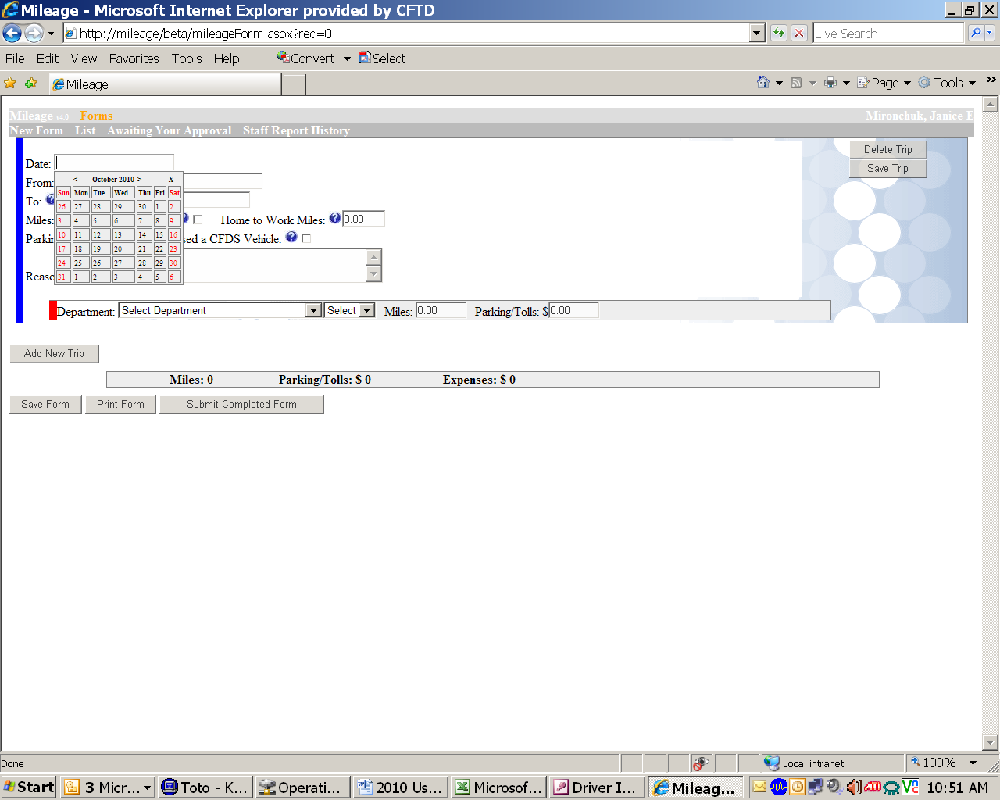 Mileage - Microsoft Internet Explorer provided by CFTD
http://mileage/beta/mileageForm.aspx?rec=0
Live Search
File Edit View Favorites Tools Help Convert Select
Mileage
Page Tools »
Mileage v4.0 Forms Mironchuk, Janice E
New Form List Awaiting Your Approval Staff Report History
Delete Trip
Date:
Save Trip
< October 2010 > X
From:
Sun Mon Tue Wed Thu Fri Sat
To:
26 27 28 29 30 1 2
3 4 5 6 7 8 9
Miles: Home to Work Miles: 0.00
10 11 12 13 14 15 16
Parkin sed a CFDS Vehicle:
17 18 19 20 21 22 23
24 25 26 27 28 29 30
Reaso
31 1 2 3 4 5 6
Department: Select Department Select Miles: 0.00 Parking/Tolls: $ 0.00
Add New Trip
Miles: 0 Parking/Tolls: $ 0 Expenses: $ 0
Save Form Print Form Submit Completed Form
Done Local intranet 100%
Start 3 Micr... Toto - K... Operati... 2010 Us... Microsof... Driver I... Mileag... 10:51 AM